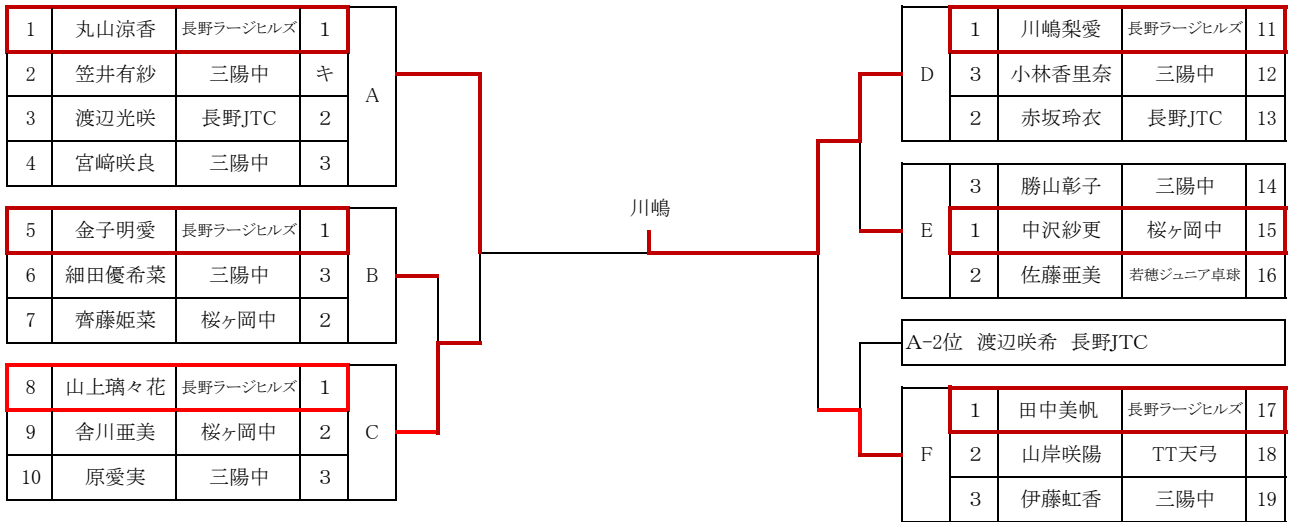 1 丸山涼香 長野ラージヒルズ 1
2 笠井有紗 三陽中 キ
3 渡辺光咲 長野JTC 2
4 宮﨑咲良 三陽中 3
A
5 金子明愛 長野ラージヒルズ 1
6 細田優希菜 三陽中 3
7 齊藤姫菜 桜ヶ岡中 2
B
8 山上璃々花 長野ラージヒルズ 1
9 舎川亜美 桜ヶ岡中 2
10 原愛実 三陽中 3
C
川嶋
D
1 川嶋梨愛 長野ラージヒルズ 11
3 小林香里奈 三陽中 12
2 赤坂玲衣 長野JTC 13
E
3 勝山彰子 三陽中 14
1 中沢紗更 桜ヶ岡中 15
2 佐藤亜美 若穂ジュニア卓球 16
A-2位 渡辺咲希 長野JTC
F
1 田中美帆 長野ラージヒルズ 17
2 山岸咲陽 TT天弓 18
3 伊藤虹香 三陽中 19